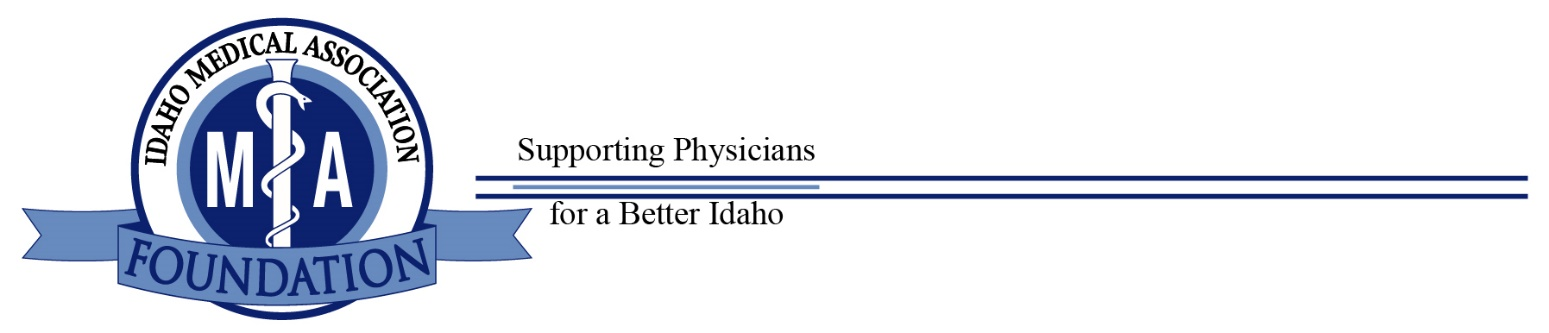 IDAHO MEDICAL ASSOCIATION
M A
FOUNDATION
Supporting Physicians
for a Better Idaho